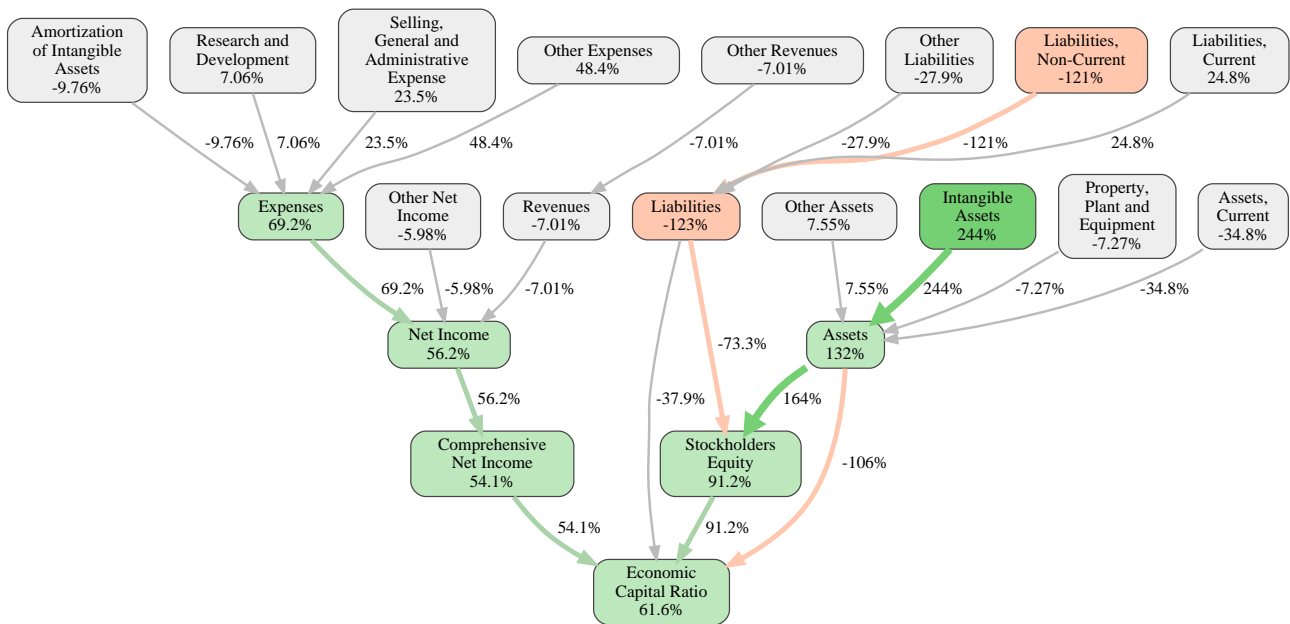 Amortization
of Intangible
Assets
-9.76%
Research and
Development
7.06%
Selling,
General and
Administrative
Expense
23.5%
Other Expenses
48.4%
Other Revenues
-7.01%
Other
Liabilities
-27.9%
Liabilities,
Non-Current
-121%
Liabilities,
Current
24.8%
-9.76%
7.06%
23.5%
48.4%
-7.01%
-27.9%
-121%
24.8%
Expenses
69.2%
Other Net
Income
-5.98%
Revenues
-7.01%
Liabilities
-123%
Other Assets
7.55%
Intangible
Assets
244%
Property,
Plant and
Equipment
-7.27%
Assets,
Current
-34.8%
69.2%
-5.98%
-7.01%
7.55%
244%
-7.27%
-34.8%
Net Income
56.2%
Assets
132%
-73.3%
56.2%
-37.9%
164%
Comprehensive
Net Income
54.1%
Stockholders
Equity
91.2%
-106%
54.1%
91.2%
Economic
Capital Ratio
61.6%